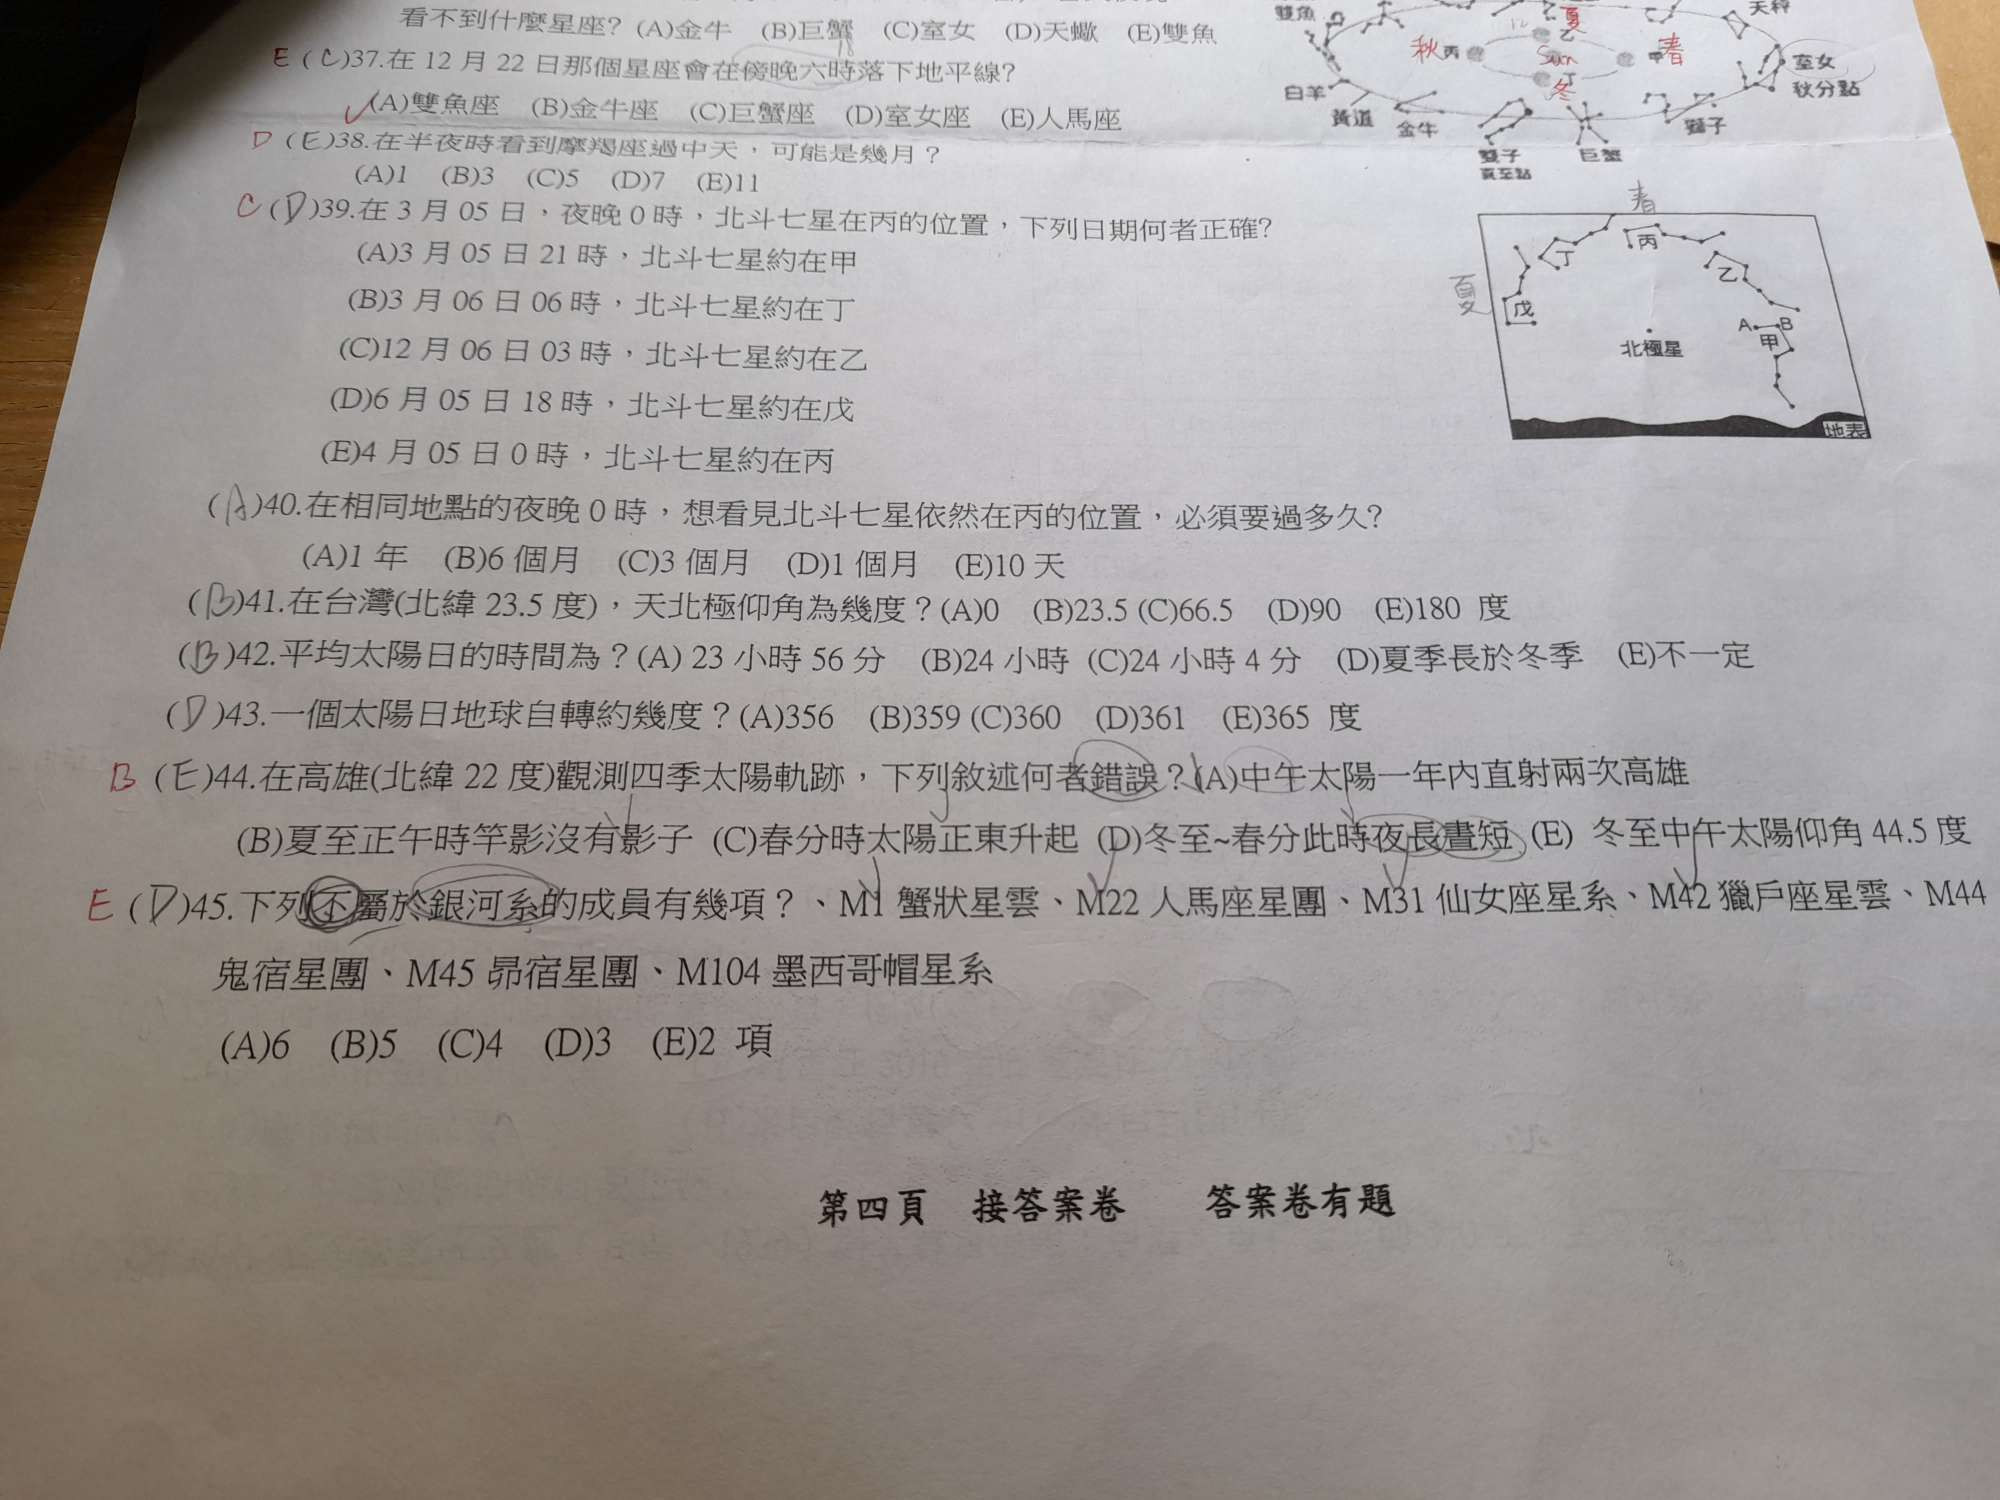 看不到什麼星座? (A)金牛 (B)巨蟹 (C)室女 (D)天蠍 (E)雙魚
E (C)37.在 12 月 22 日那個星座會在傍晚六時落下地平線?
(A)雙魚座 (B)金牛座 (C)巨蟹座 (D)室女座 (E)人馬座
D (E)38.在半夜時看到摩羯座過中天，可能是幾月？
(A)1 (B)3 (C)5 (D)7 (E)11
C (D)39.在 3 月 05 日，夜晚 0 時，北斗七星在丙的位置，下列日期何者正確?
(A)3 月 05 日 21 時，北斗七星約在甲
(B)3 月 06 日 06 時，北斗七星約在丁
(C)12 月 06 日 03 時，北斗七星約在乙
(D)6 月 05 日 18 時，北斗七星約在戊
(E)4 月 05 日 0 時，北斗七星約在丙
(A)40.在相同地點的夜晚 0 時，想看見北斗七星依然在丙的位置，必須要過多久?
(A)1 年 (B)6 個月 (C)3 個月 (D)1 個月 (E)10 天
(B)41.在台灣(北緯 23.5 度)，天北極仰角為幾度？(A)0 (B)23.5 (C)66.5 (D)90 (E)180 度
(B)42.平均太陽日的時間為？(A) 23 小時 56 分 (B)24 小時 (C)24 小時 4 分 (D)夏季長於冬季 (E)不一定
(D)43.一個太陽日地球自轉約幾度？(A)356 (B)359 (C)360 (D)361 (E)365 度
B (E)44.在高雄(北緯 22 度)觀測四季太陽軌跡，下列敘述何者錯誤？(A)中午太陽一年內直射兩次高雄
(B)夏至正午時竿影沒有影子 (C)春分時太陽正東升起 (D)冬至~春分此時夜長晝短 (E) 冬至中午太陽仰角 44.5 度
E (D)45.下列不屬於銀河系的成員有幾項？、M1 蟹狀星雲、M22 人馬座星團、M31 仙女座星系、M42 獵戶座星雲、M44
鬼宿星團、M45 昴宿星團、M104 墨西哥帽星系
(A)6 (B)5 (C)4 (D)3 (E)2 項
第四頁 接答案卷 答案卷有題
雙魚
夏
乙
天秤
秋
丙
Sun
甲
春
室女
秋分點
丁
冬
白羊
黃道
金牛
雙子
夏至點
巨蟹
獅子
春
丁
丙
乙
夏
戊
A
B
甲
北極星
地表